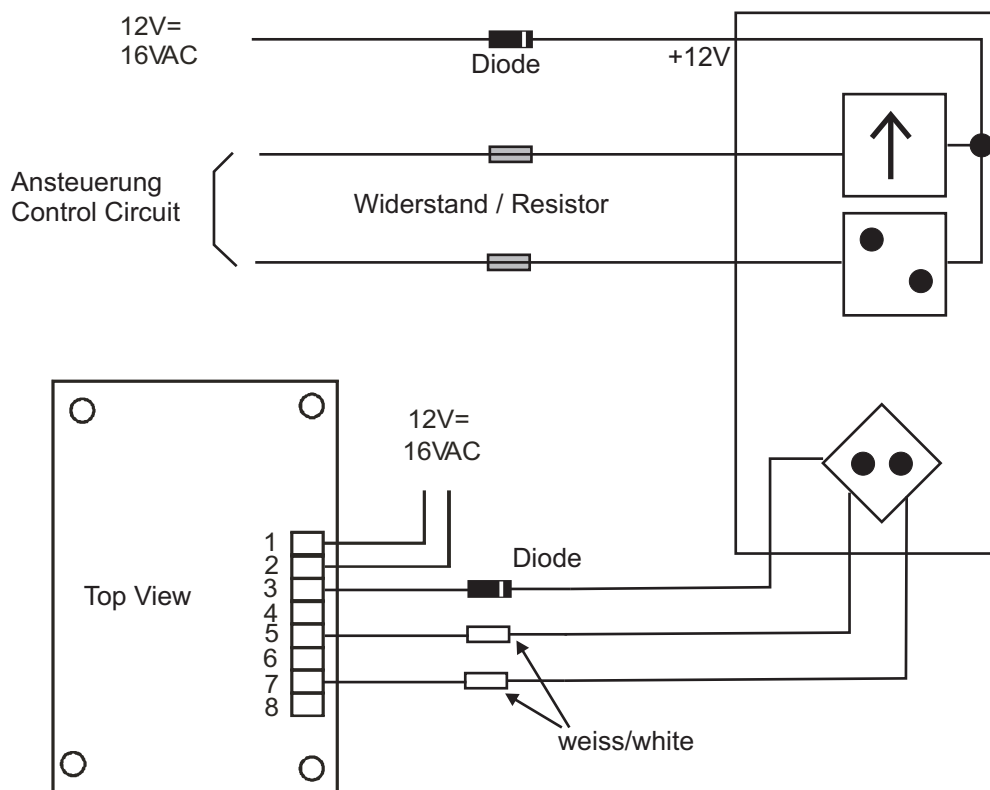 12V=
16VAC
Diode
+12V
Ansteuerung
Control Circuit
Widerstand / Resistor
12V=
16VAC
Top View
1
2
3
4
5
6
7
8
Diode
weiss/white